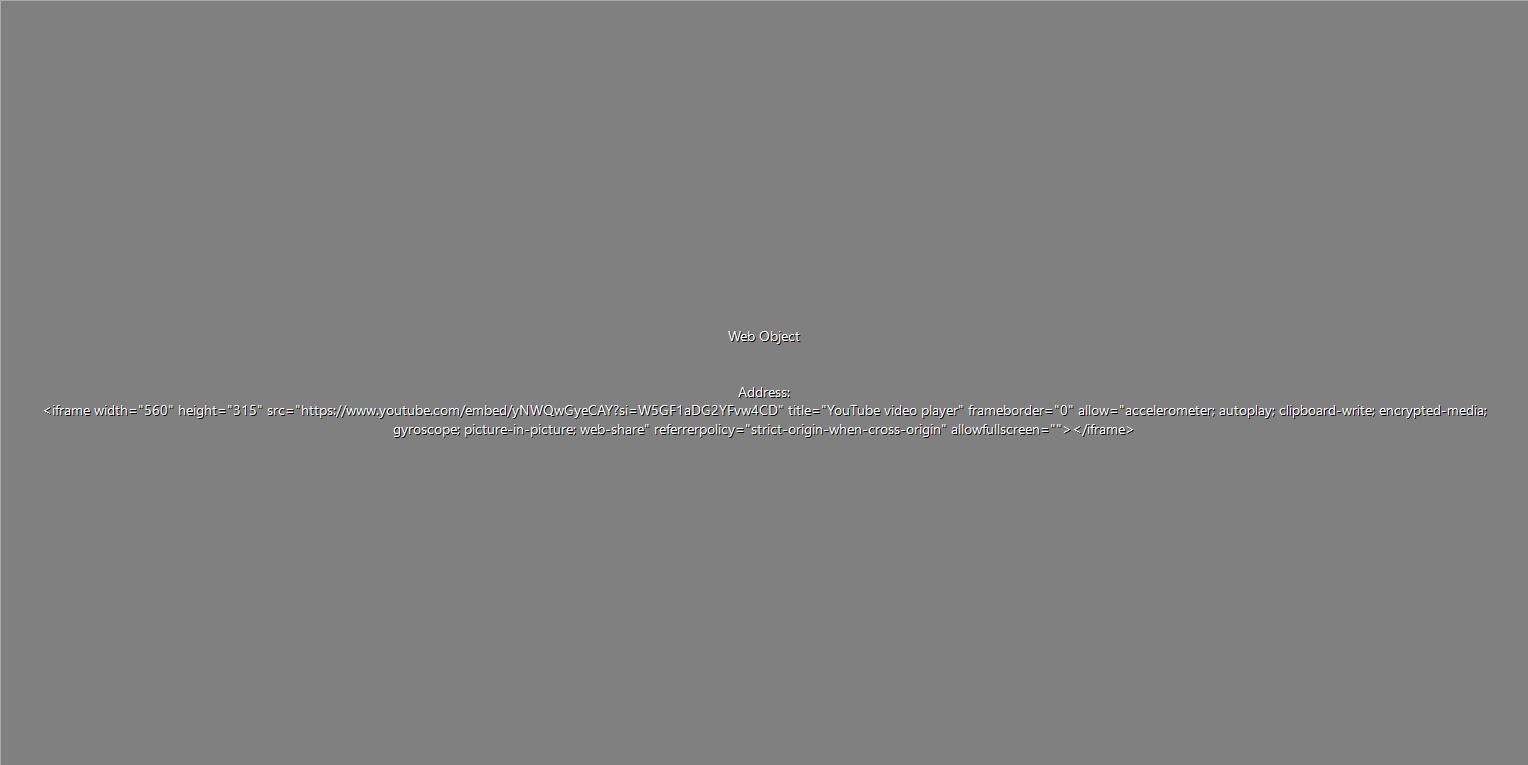 Web Object
Address:
<iframe width="560" height="315" src="https://www.youtube.com/embed/yNWQwGyeCAY?si=W5GF1aDG2YFvw4CD" title="YouTube video player" frameborder="0" allow="accelerometer; autoplay; clipboard-write; encrypted-media;
gyroscope; picture-in-picture; web-share" referrerpolicy="strict-origin-when-cross-origin" allowfullscreen=""></iframe>